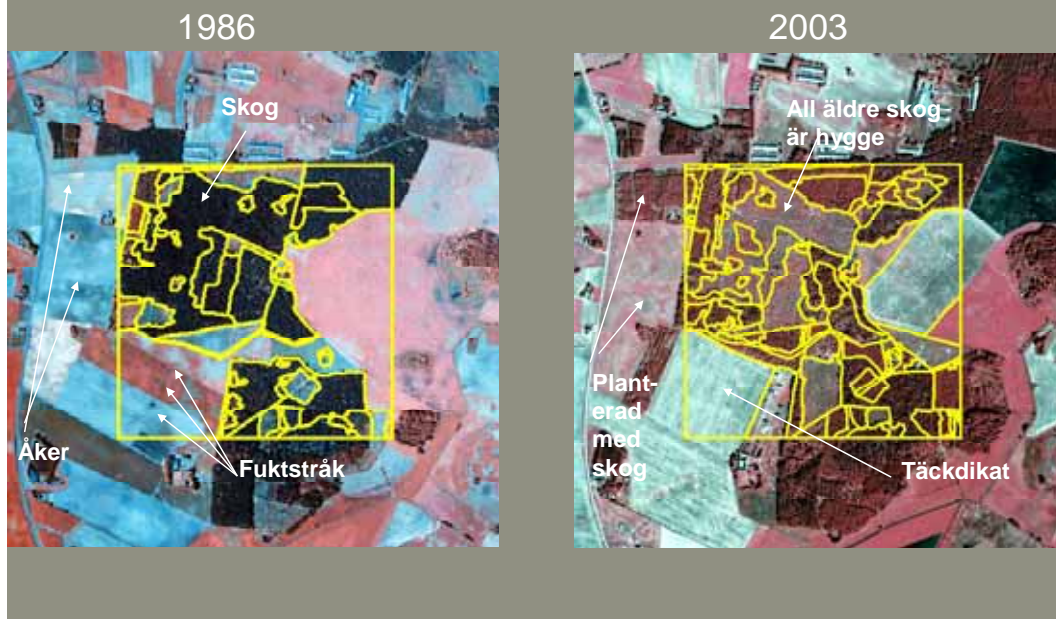 1986
2003
Skog
All äldre skog
är hygge
Åker
Fuktstråk
Plant-
erad
med
skog
Täckdikat